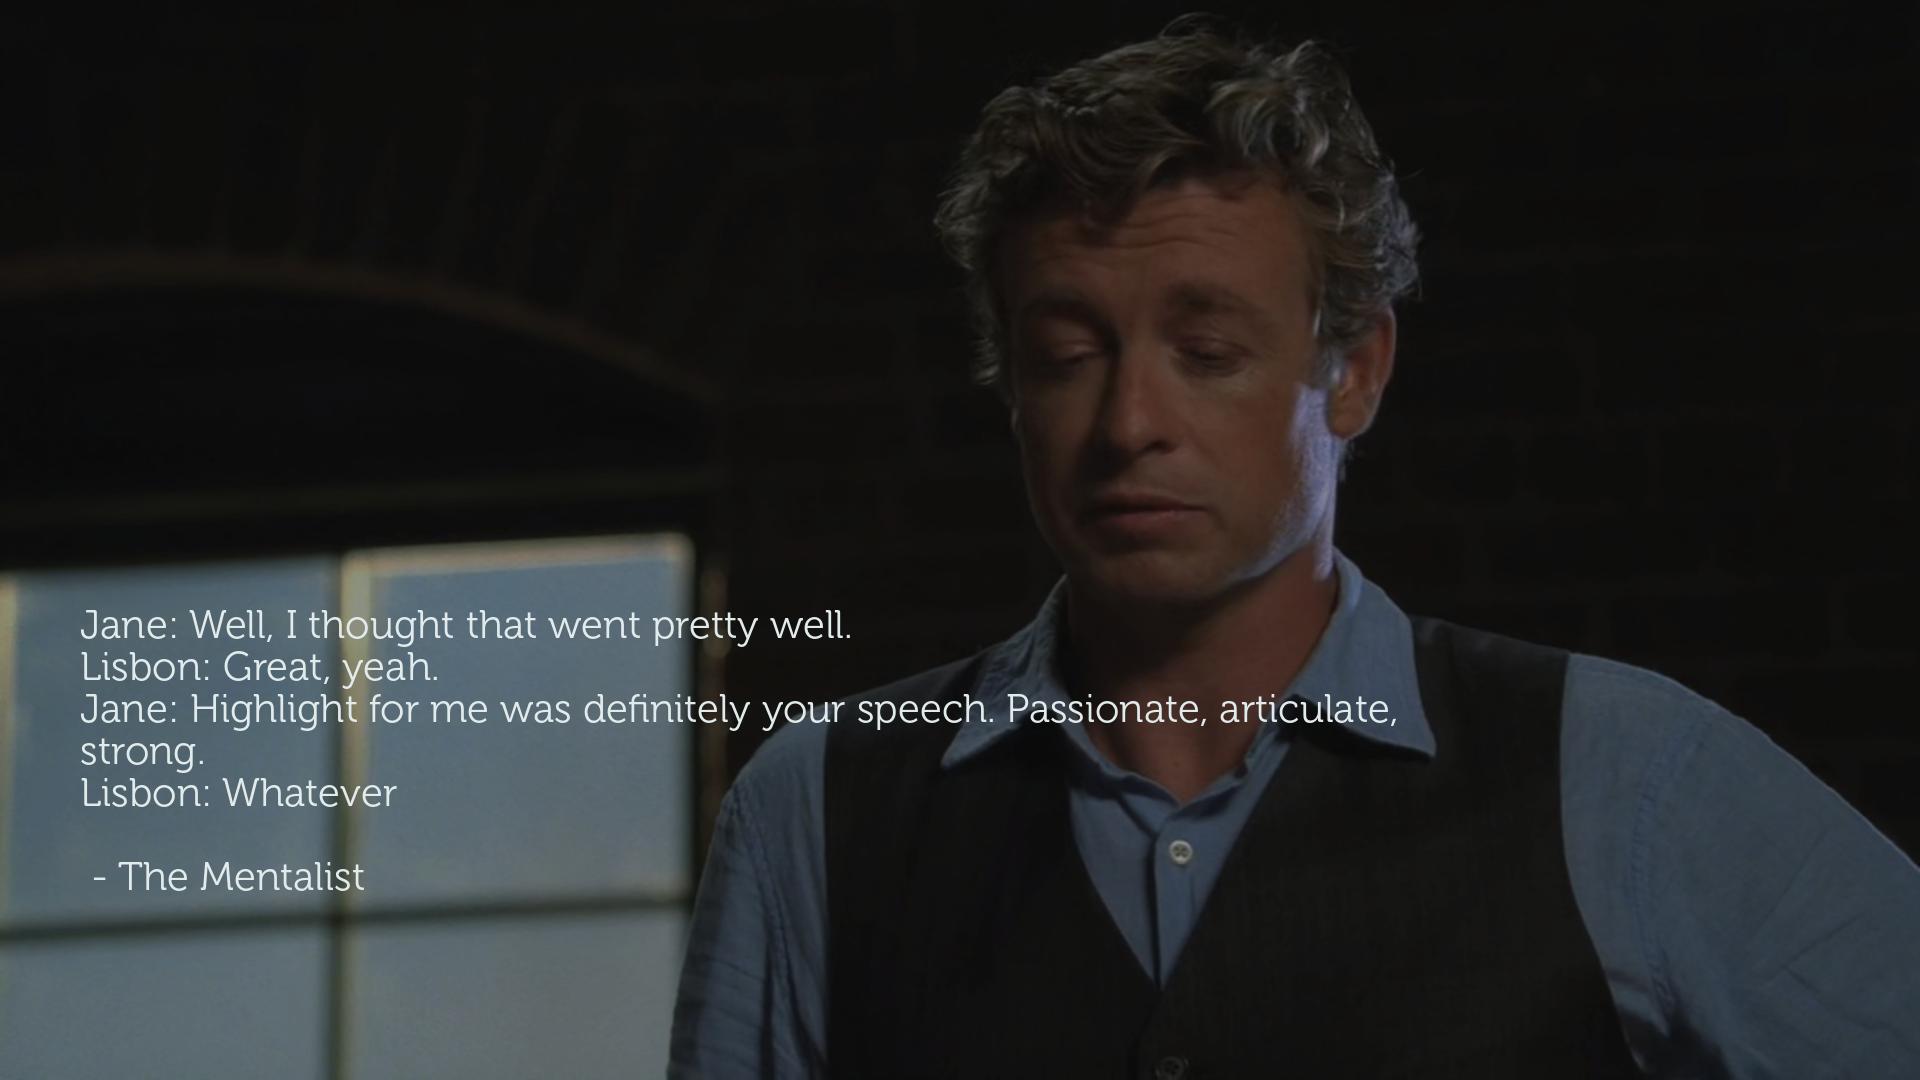 Jane: Well, I thought that went pretty well.
Lisbon: Great, yeah.
Jane: Highlight for me was definitely your speech. Passionate, articulate,
strong.
Lisbon: Whatever
- The Mentalist